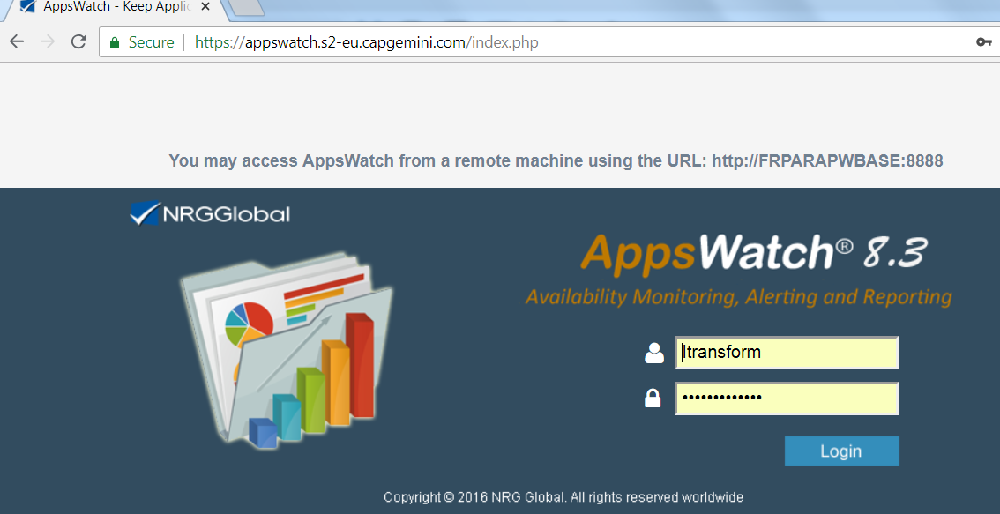 AppsWatch - Keep Applic
Secure https://appswatch.s2-eu.capgemini.com/index.php
You may access AppsWatch from a remote machine using the URL: http://FRPARAPWBASE:8888
NRGGlobal
AppsWatch® 8.3
Availability Monitoring, Alerting and Reporting
Itransform
•••••••••••••
Login
Copyright © 2016 NRG Global. All rights reserved worldwide